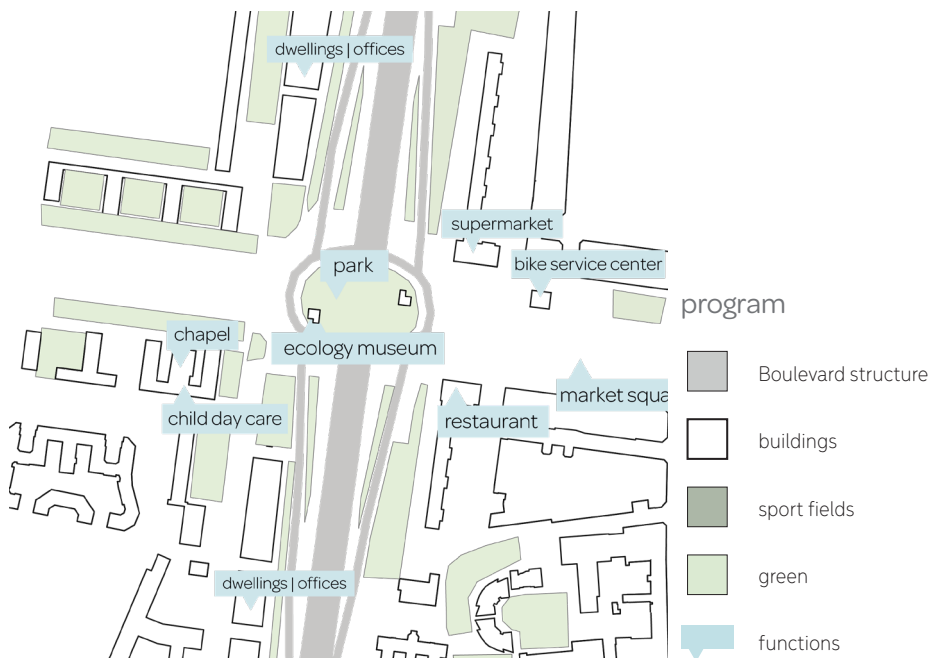 dwellings | offices
supermarket
park
bike service center
program
chapel
ecology museum
Boulevard structure
market squa
child day care
restaurant
buildings
sport fields
green
dwellings | offices
functions